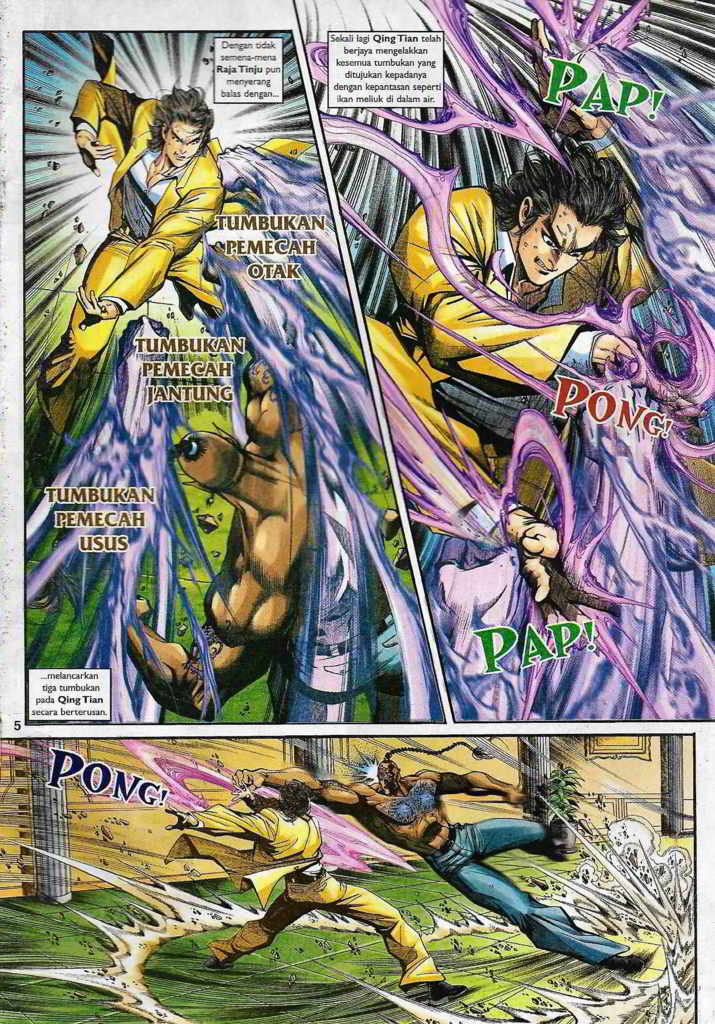 Dengan tidak
semena-mena
Raja Tinju pun
menyerang
balas dengan...
TUMBUKAN
PEMECAH
OTAK
TUMBUKAN
PEMECAH
JANTUNG
TUMBUKAN
PEMECAH
USUS
...melancarkan
tiga tumbukan
pada Qing Tian
secara berterusan.
Sekali lagi Qing Tian telah
berjaya mengelakkan
kesemua tumbukan yang
ditujukan kepadanya
dengan kepantasan seperti
ikan meliuk di dalam air.
PAP!
PONG!
PAP!
5
PONG!